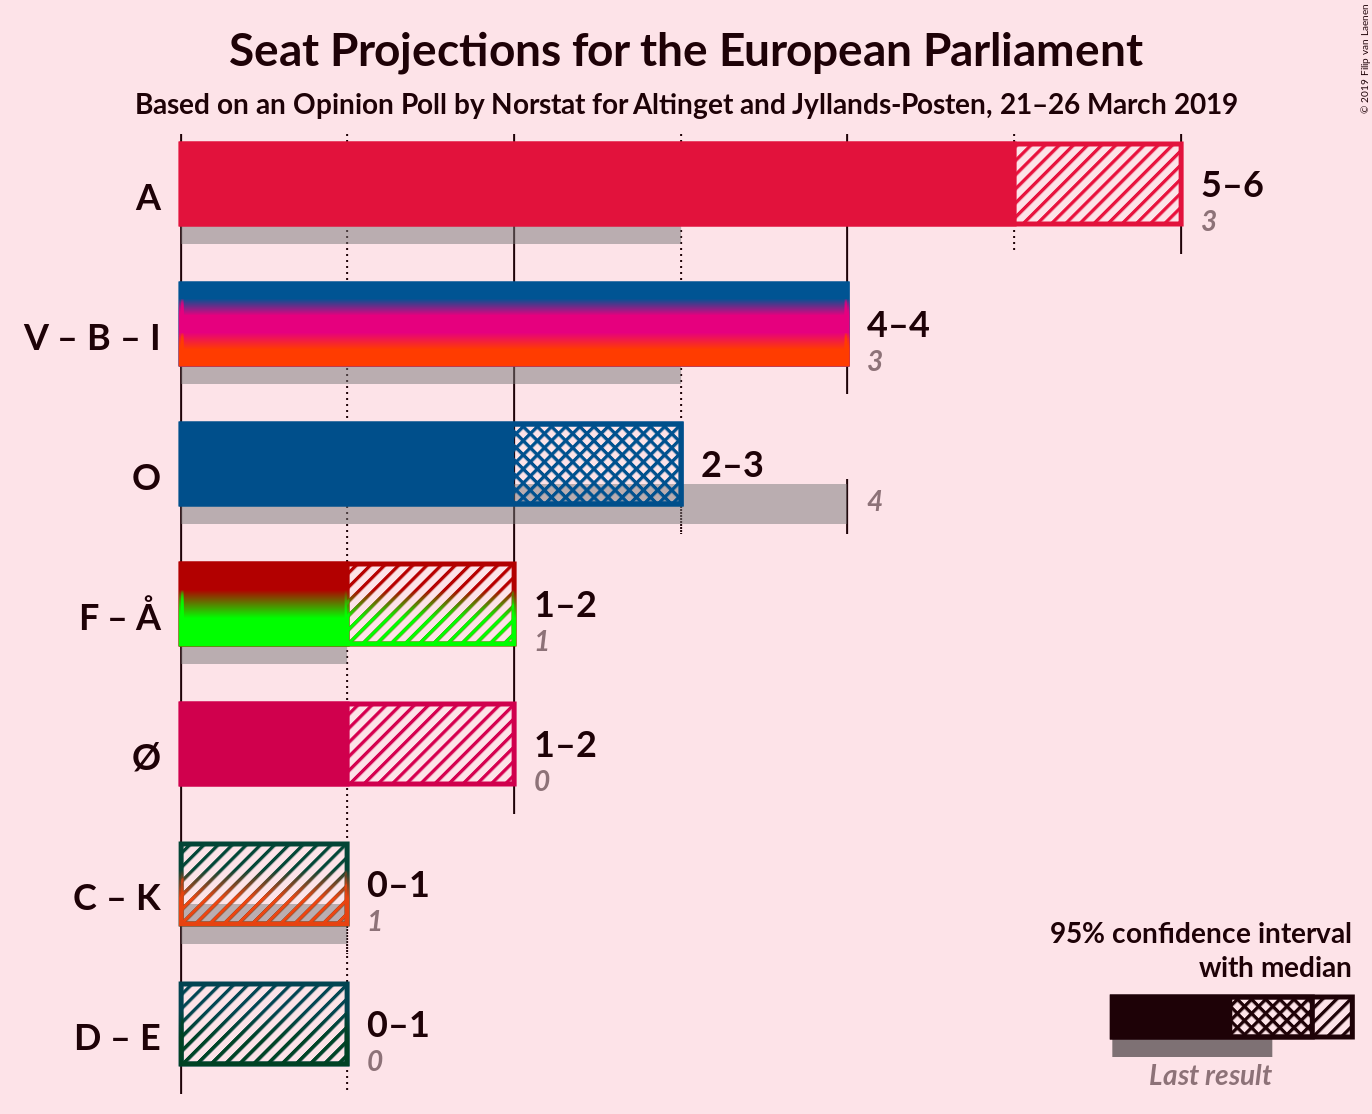 Seat Projections for the European Parliament
Based on an Opinion Poll by Norstat for Altinget and Jyllands-Posten, 21–26 March 2019
© 2019 Filip van Laenen
A
5–6
3
V – B – I
4–4
3
O
2–3
4
F – Å
1–2
1
Ø
1–2
0
C – K
0–1
1
D – E
0–1
0
95% confidence interval
with median
Last result